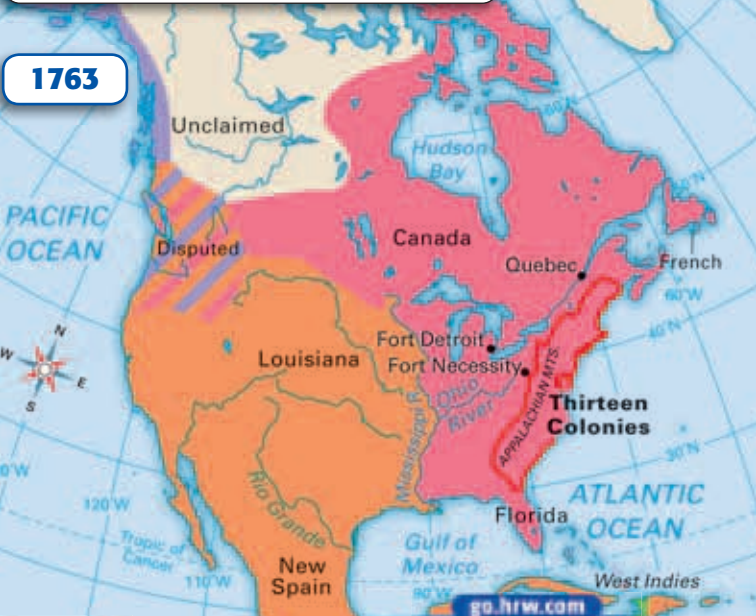 1763
Unclaimed
60°N
Hudson
Bay
PACIFIC
OCEAN
Disputed
Canada
Quebec
French
60°W
40°N
N
W
E
S
Fort Detroit
Fort Necessity
Louisiana
Ohio
River
Mississippi R.
APPALACHIAN MTS.
Thirteen
Colonies
30°N
120°W
Rio Grande
ATLANTIC
OCEAN
Florida
Tropic of
Cancer
110°W
Gulf of
Mexico
New
Spain
90°W
West Indies
go.hrw.com